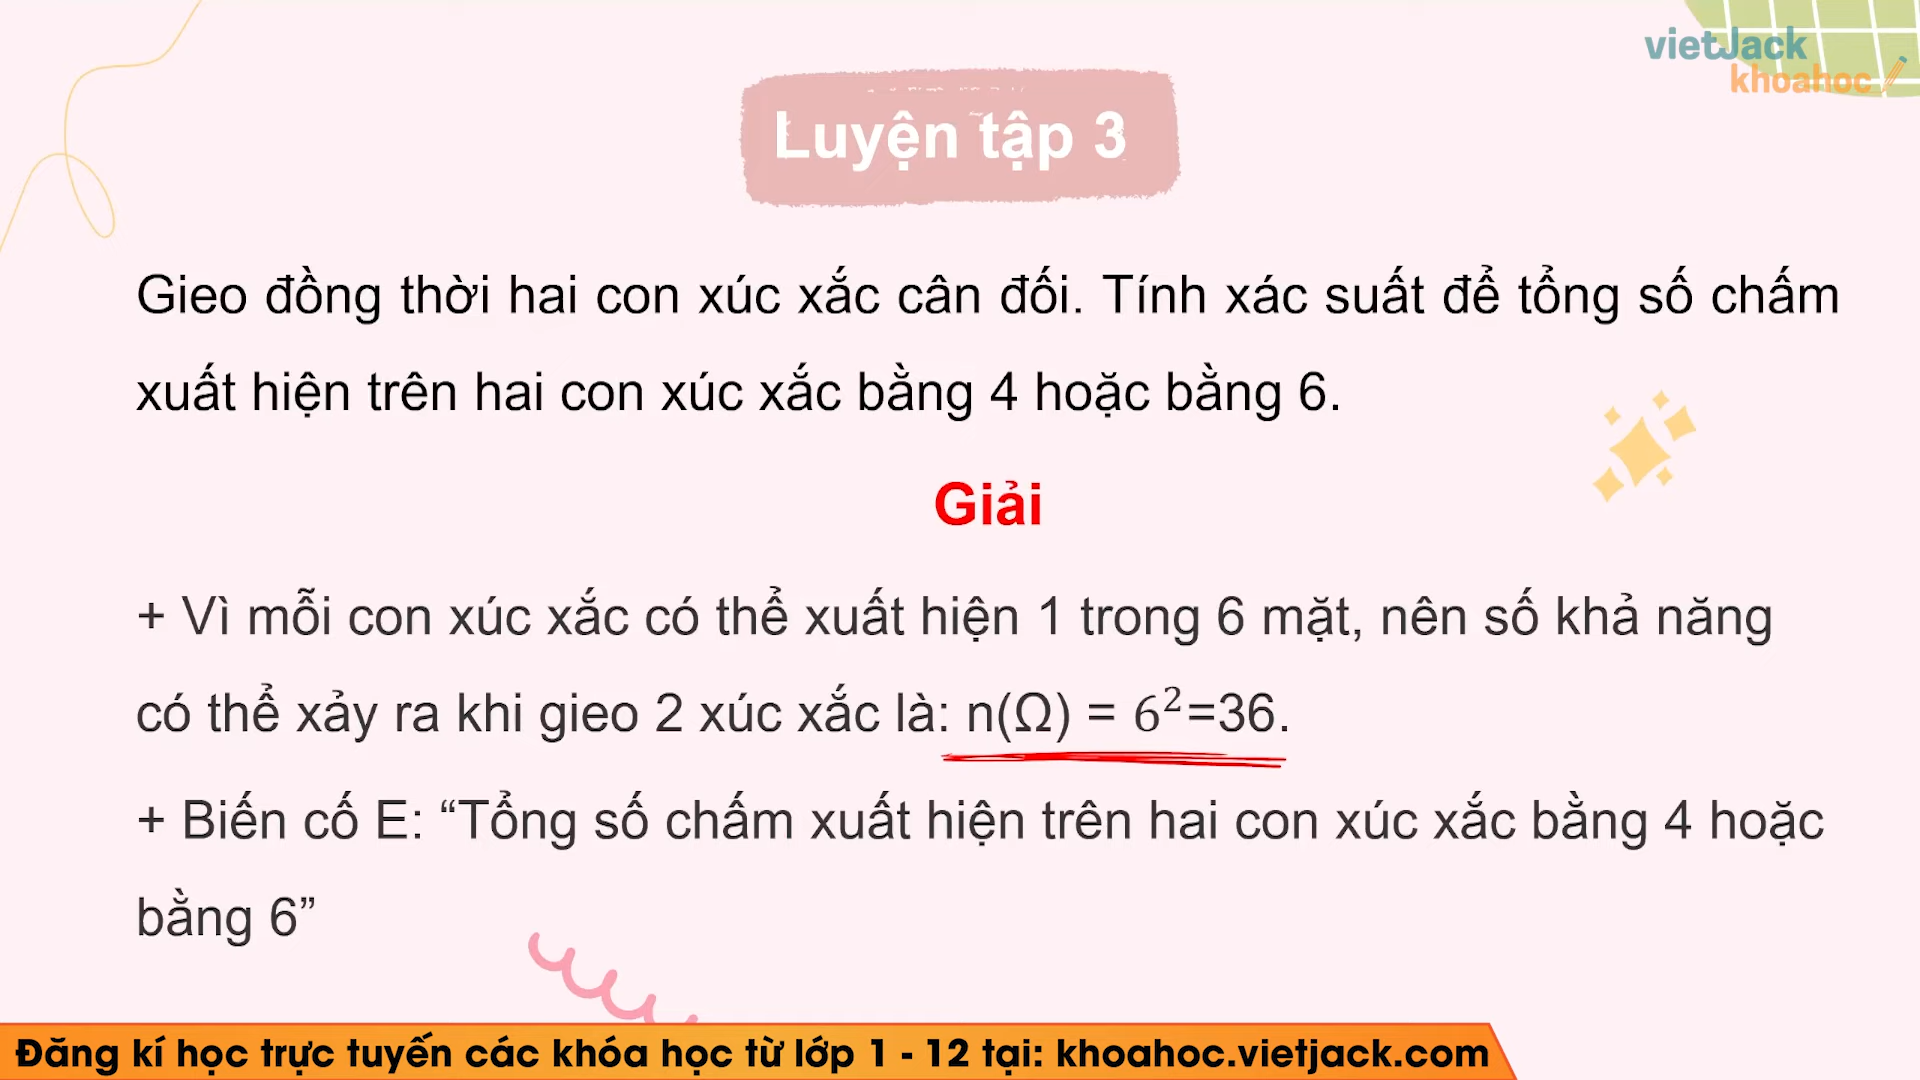 vietJack
khoahoc
Luyện tập 3
Gieo đồng thời hai con xúc xắc cân đối. Tính xác suất để tổng số chấm
xuất hiện trên hai con xúc xắc bằng 4 hoặc bằng 6.
Giải
+ Vì mỗi con xúc xắc có thể xuất hiện 1 trong 6 mặt, nên số khả năng
có thể xảy ra khi gieo 2 xúc xắc là: n(Ω) = 6²=36.
+ Biến cố E: “Tổng số chấm xuất hiện trên hai con xúc xắc bằng 4 hoặc
bằng 6”
Đăng kí học trực tuyến các khóa học từ lớp 1 - 12 tại: khoahoc.vietjack.com